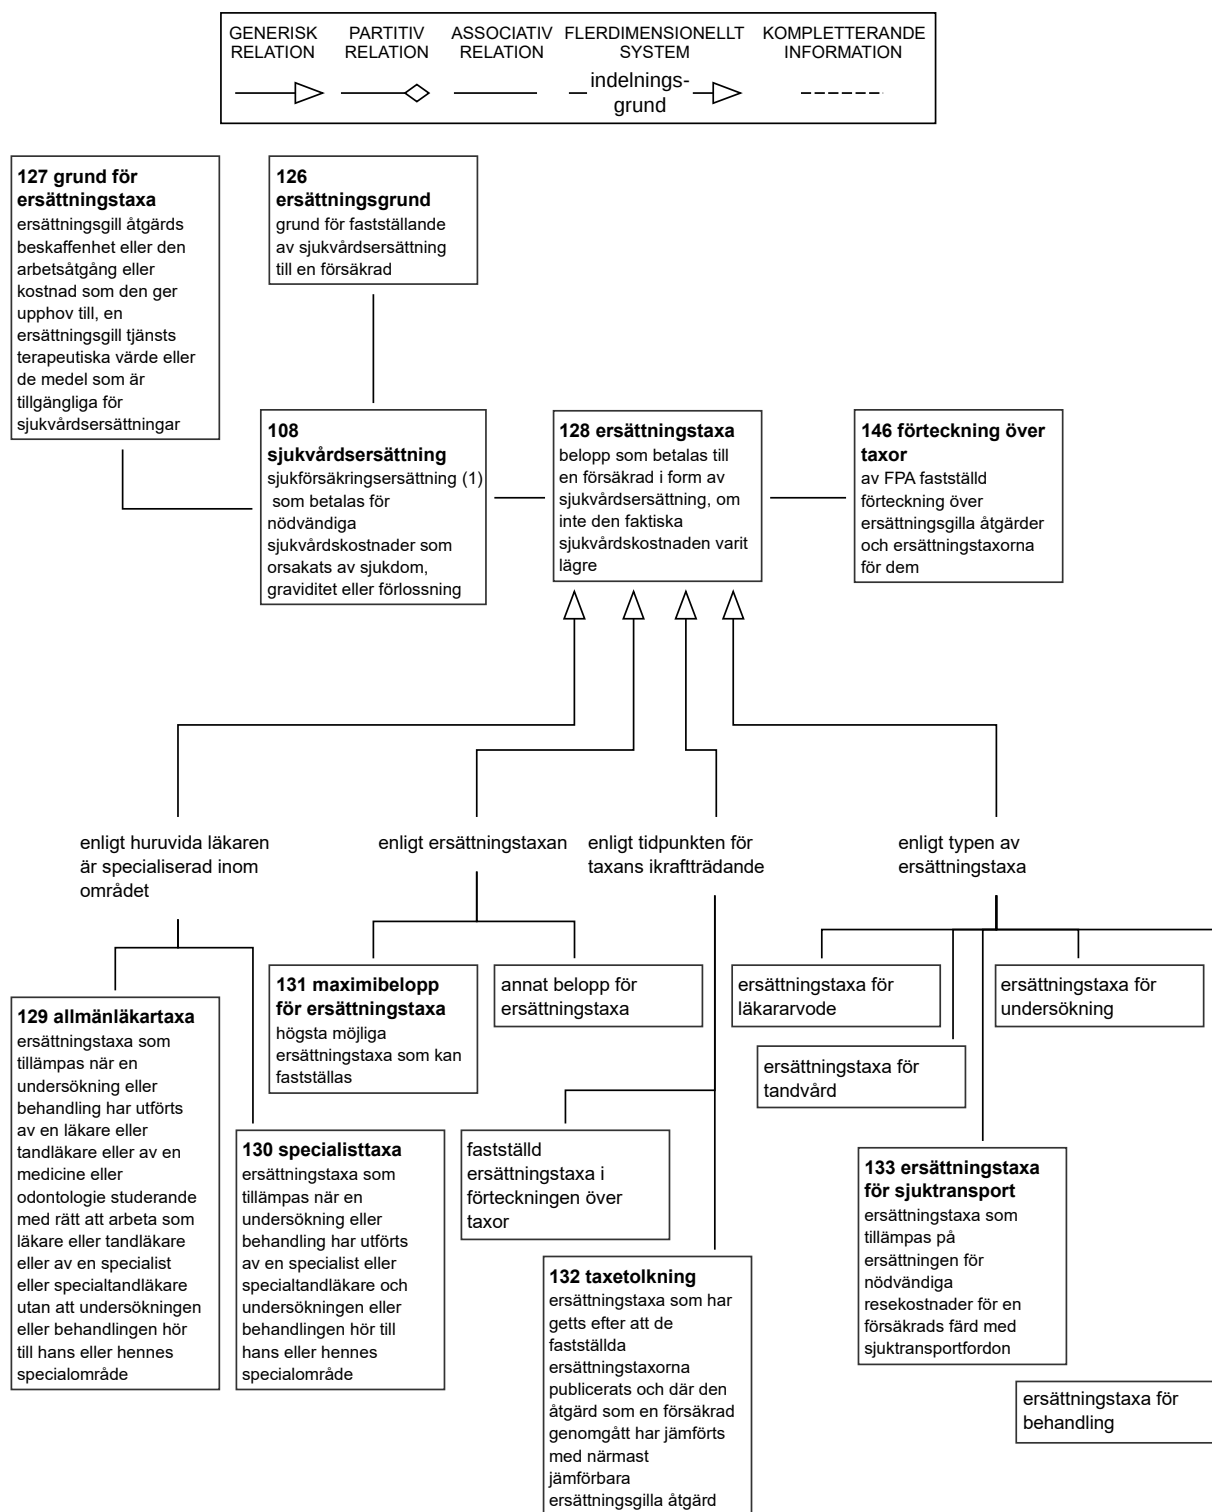 GENERISK
RELATION
PARTITIV
RELATION
ASSOCIATIV
RELATION
FLERDIMENSIONELLT
SYSTEM
KOMPLETTERANDE
INFORMATION
indelnings-
grund
127 grund för
ersättningstaxa
ersättningsgill åtgärds
beskaffenhet eller den
arbetsåtgång eller
kostnad som den ger
upphov till, en
ersättningsgill tjänsts
terapeutiska värde eller
de medel som är
tillgängliga för
sjukvårdsersättningar
126
ersättningsgrund
grund för fastställande
av sjukvårdsersättning
till en försäkrad
108
sjukvårdsersättning
sjukförsäkringsersättning (1)
som betalas för
nödvändiga
sjukvårdskostnader som
orsakats av sjukdom,
graviditet eller förlossning
128 ersättningstaxa
belopp som betalas till
en försäkrad i form av
sjukvårdsersättning, om
inte den faktiska
sjukvårdskostnaden varit
lägre
146 förteckning över
taxor
av FPA fastställd
förteckning över
ersättningsgilla åtgärder
och ersättningstaxorna
för dem
enligt huruvida läkaren
är specialiserad inom
området
enligt ersättningstaxan
enligt tidpunkten för
taxans ikraftträdande
enligt typen av
ersättningstaxa
129 allmänläkartaxa
ersättningstaxa som
tillämpas när en
undersökning eller
behandling har utförts
av en läkare eller
tandläkare eller av en
medicine eller
odontologie studerande
med rätt att arbeta som
läkare eller tandläkare
eller av en specialist
eller specialtandläkare
utan att undersökningen
eller behandlingen hör
till hans eller hennes
specialområde
130 specialisttaxa
ersättningstaxa som
tillämpas när en
undersökning eller
behandling har utförts
av en specialist eller
specialtandläkare och
undersökningen eller
behandlingen hör till
hans eller hennes
specialområde
131 maximibelopp
för ersättningstaxa
högsta möjliga
ersättningstaxa som kan
fastställas
annat belopp för
ersättningstaxa
fastställd
ersättningstaxa i
förteckningen över
taxor
132 taxetolkning
ersättningstaxa som har
getts efter att de
fastställda
ersättningstaxorna
publicerats och där den
åtgärd som en försäkrad
genomgått har jämförts
med närmast
jämförbara
ersättningsgilla åtgärd
ersättningstaxa för
läkararvode
ersättningstaxa för
tandvård
ersättningstaxa för
undersökning
133 ersättningstaxa
för sjuktransport
ersättningstaxa som
tillämpas på
ersättningen för
nödvändiga
resekostnader för en
försäkrads färd med
sjuktransportfordon
ersättningstaxa för
behandling